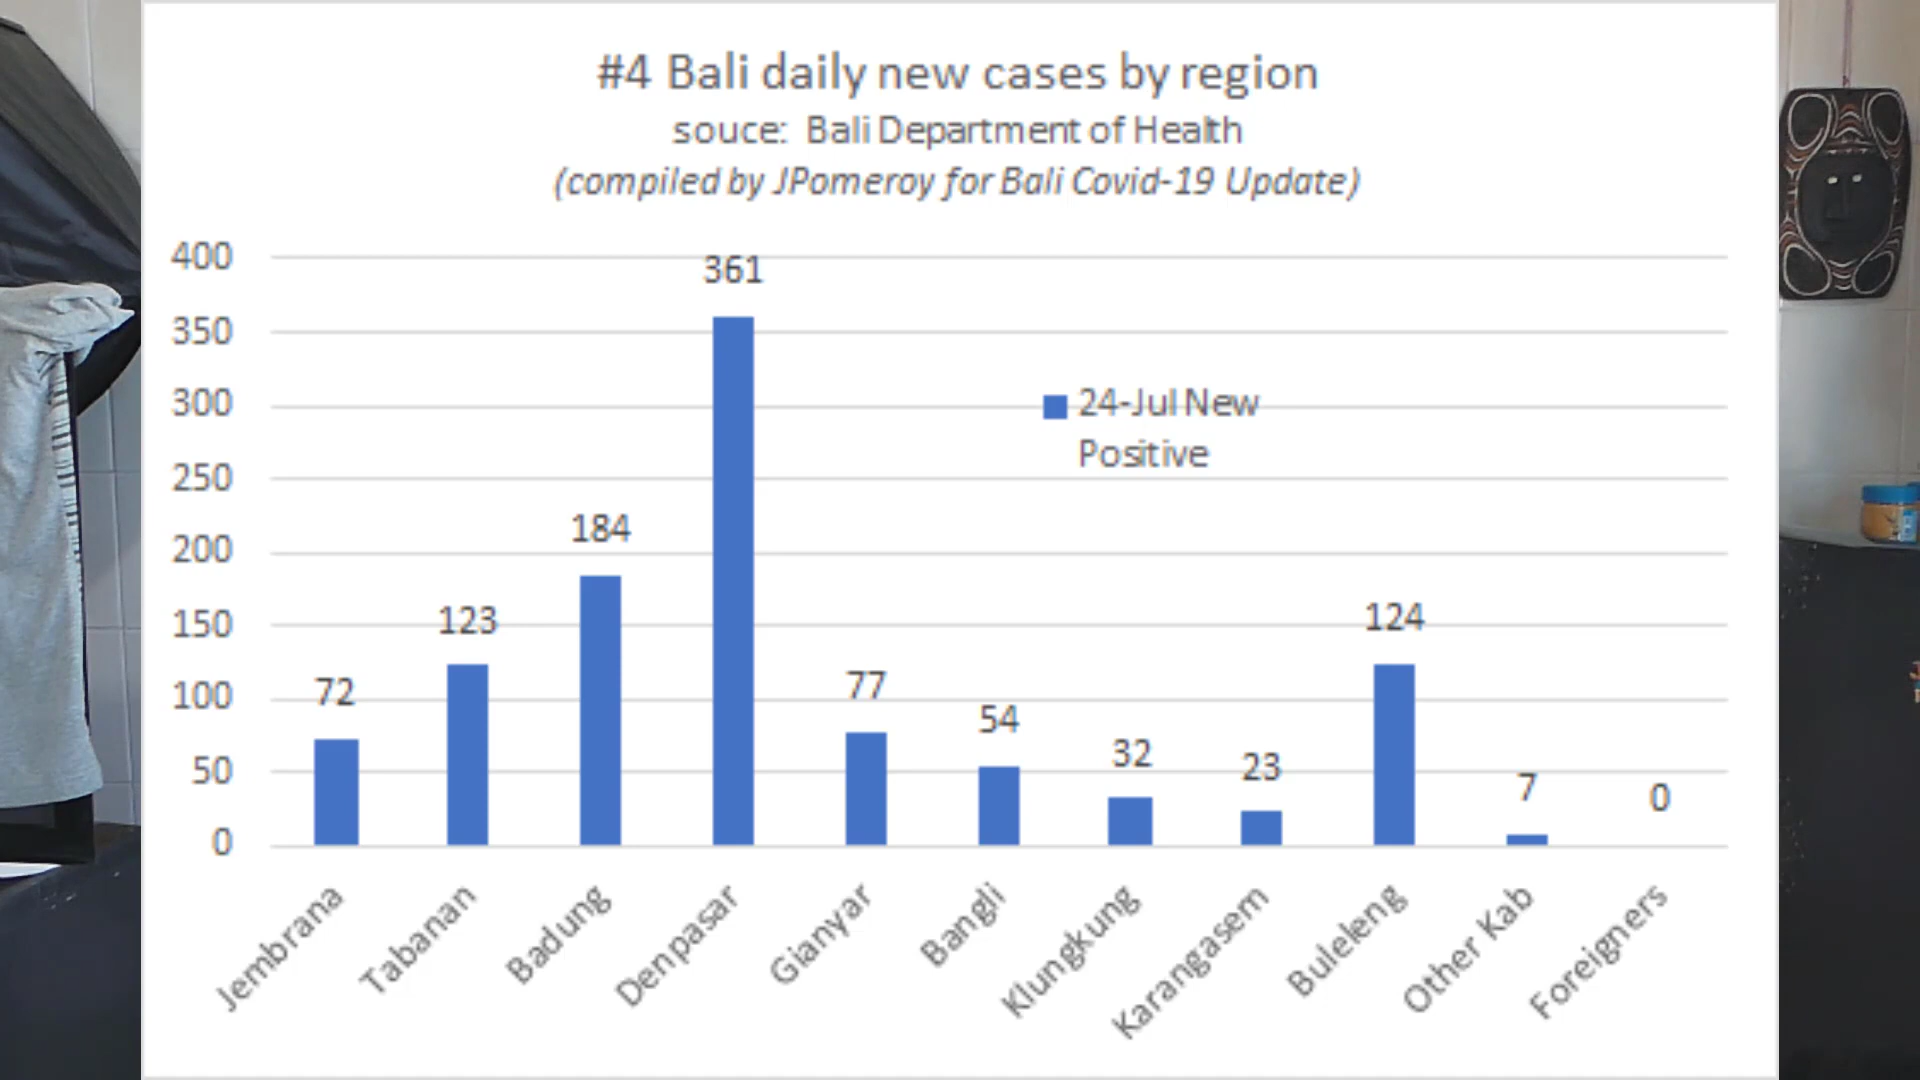 #4 Bali daily new cases by region
souce: Bali Department of Health
(compiled by JPomeroy for Bali Covid-19 Update)
400
350
300
250
200
150
100
50
0
72
123
184
361
77
54
32
23
124
7
0
24-Jul New
Positive
Jembrana
Tabanan
Badung
Denpasar
Gianyar
Bangli
Klungkung
Karangasem
Buleleng
Other Kab
Foreigners